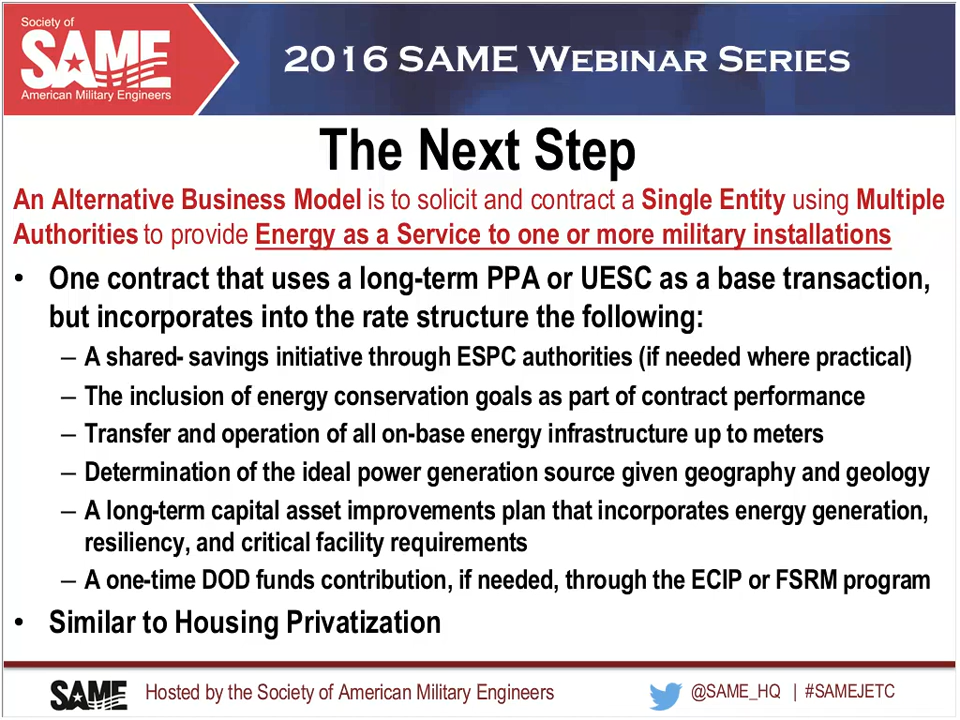 Society of
SAME
American Military Engineers
2016 SAME Webinar Series
The Next Step
An Alternative Business Model is to solicit and contract a Single Entity using Multiple
Authorities to provide Energy as a Service to one or more military installations
• One contract that uses a long-term PPA or UESC as a base transaction,
but incorporates into the rate structure the following:
– A shared- savings initiative through ESPC authorities (if needed where practical)
– The inclusion of energy conservation goals as part of contract performance
– Transfer and operation of all on-base energy infrastructure up to meters
– Determination of the ideal power generation source given geography and geology
– A long-term capital asset improvements plan that incorporates energy generation,
resiliency, and critical facility requirements
– A one-time DOD funds contribution, if needed, through the ECIP or FSRM program
• Similar to Housing Privatization
SAME Hosted by the Society of American Military Engineers @SAME_HQ | #SAMEJETC